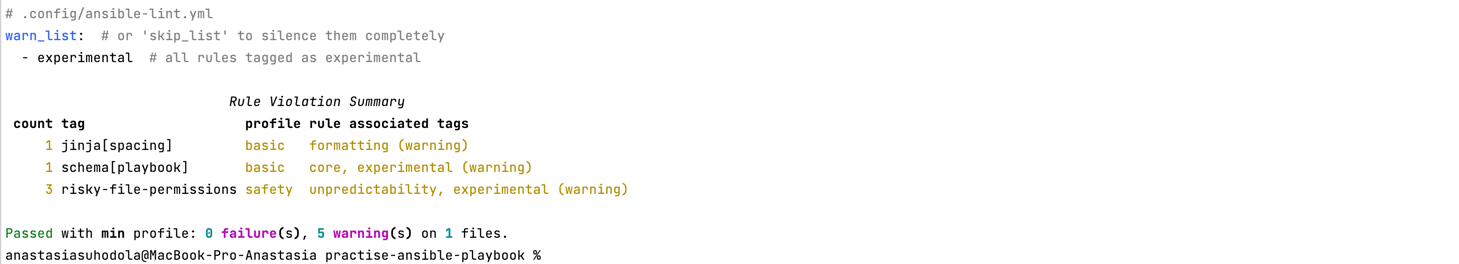 # .config/ansible-lint.yml
warn_list:  # or 'skip_list' to silence them completely
  - experimental  # all rules tagged as experimental
Rule Violation Summary
count tag profile rule associated tags
1 jinja[spacing] basic formatting (warning)
1 schema[playbook] basic core, experimental (warning)
3 risky-file-permissions safety unpredictability, experimental (warning)
Passed with min profile: 0 failure(s), 5 warning(s) on 1 files.
anastasiasuhodola@MacBook-Pro-Anastasia practise-ansible-playbook %